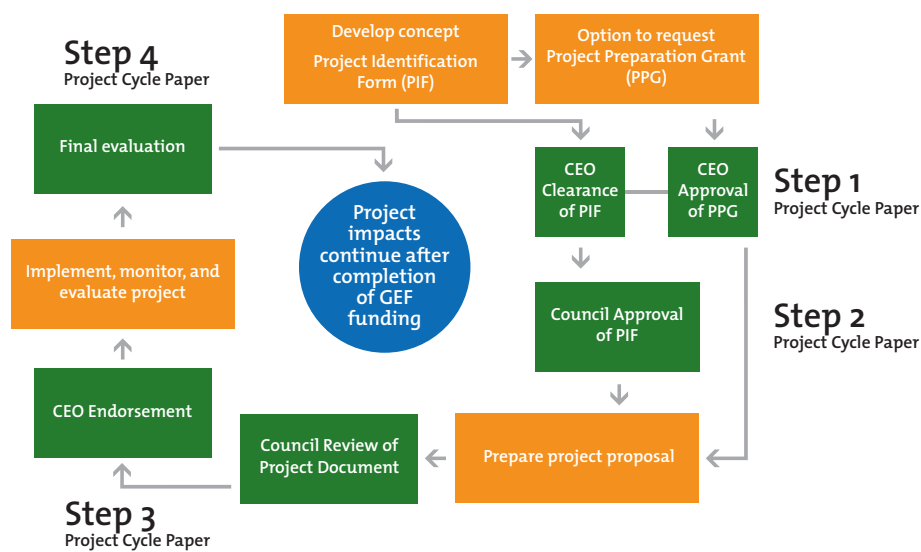 Develop concept
Project Identification
Form (PIF)
Option to request
Project Preparation Grant
(PPG)
Step 4
Project Cycle Paper
Final evaluation
CEO
Clearance
of PIF
CEO
Approval
of PPG
Step 1
Project Cycle Paper
Project
impacts
continue after
completion
of GEF
funding
Implement, monitor, and
evaluate project
Council Approval
of PIF
Step 2
Project Cycle Paper
CEO Endorsement
Council Review of
Project Document
Prepare project proposal
Step 3
Project Cycle Paper